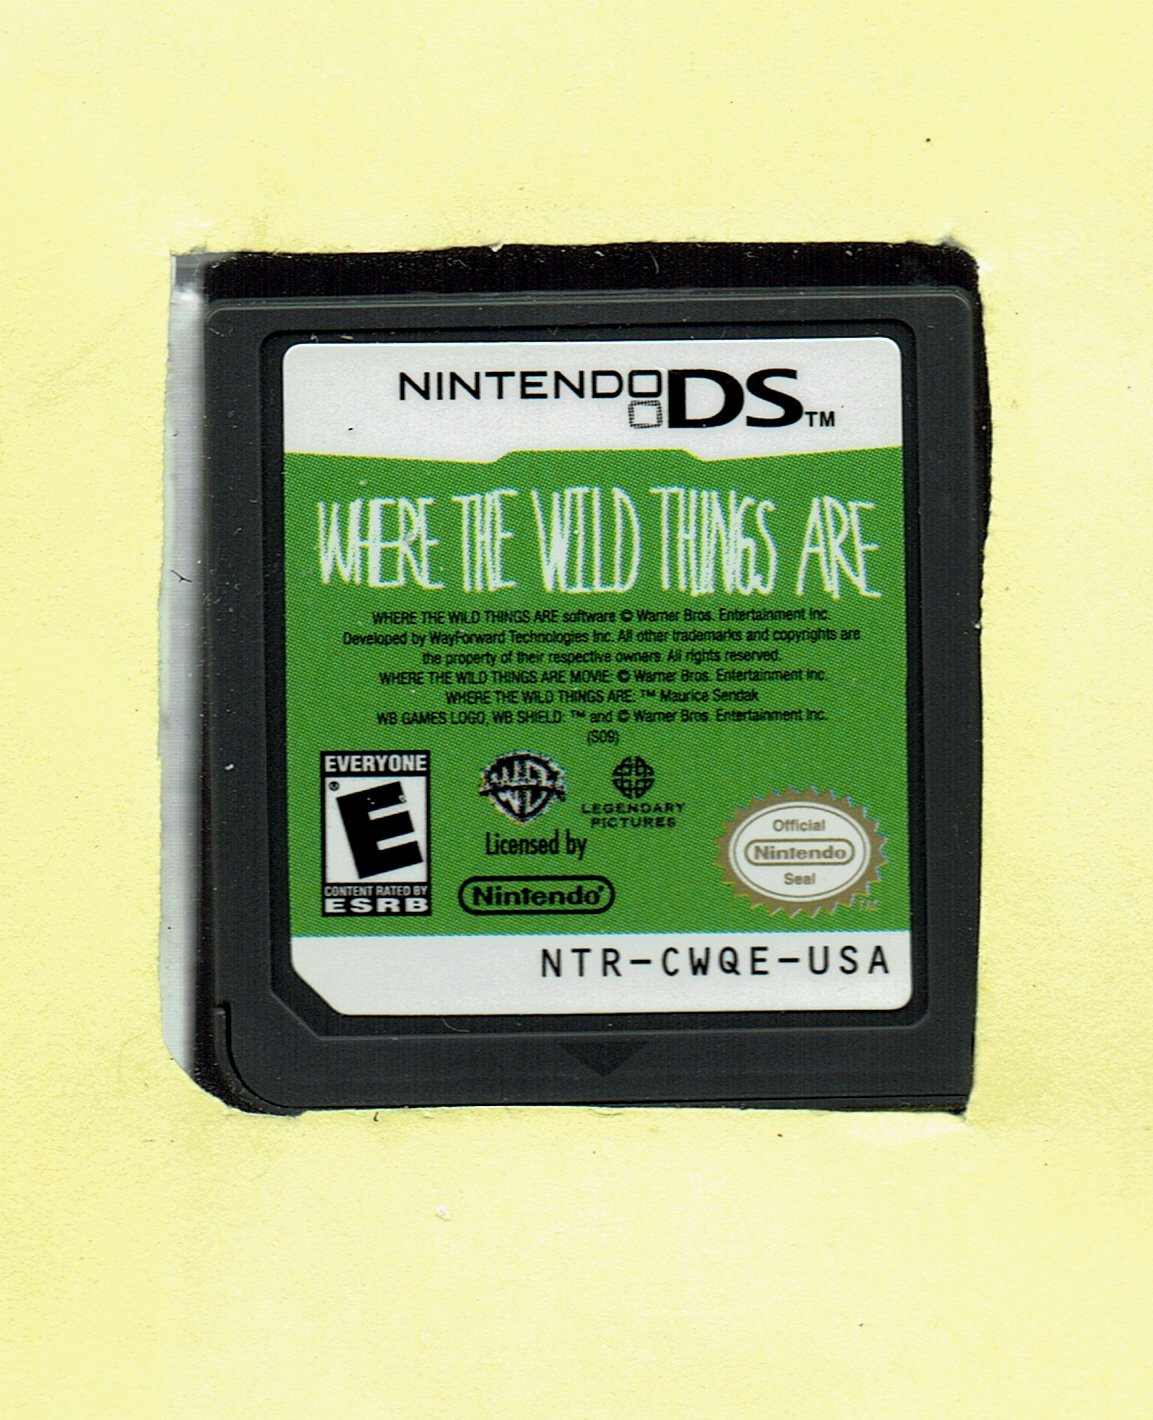 NINTENDO DS™
WHERE THE WILD THINGS ARE
WHERE THE WILD THINGS ARE software © Warner Bros. Entertainment Inc.
Developed by WayForward Technologies Inc. All other trademarks and copyrights are
the property of their respective owners. All rights reserved.
WHERE THE WILD THINGS ARE MOVIE: © Warner Bros. Entertainment Inc.
WHERE THE WILD THINGS ARE: ™ Maurice Sendak
WB GAMES LOGO, WB SHIELD: ™ and © Warner Bros. Entertainment Inc.
(S09)
EVERYONE
®
E
CONTENT RATED BY
ESRB
LEGENDARY
PICTURES
Licensed by
Nintendo®
Official
Nintendo
Seal
™
NTR-CWQE-USA